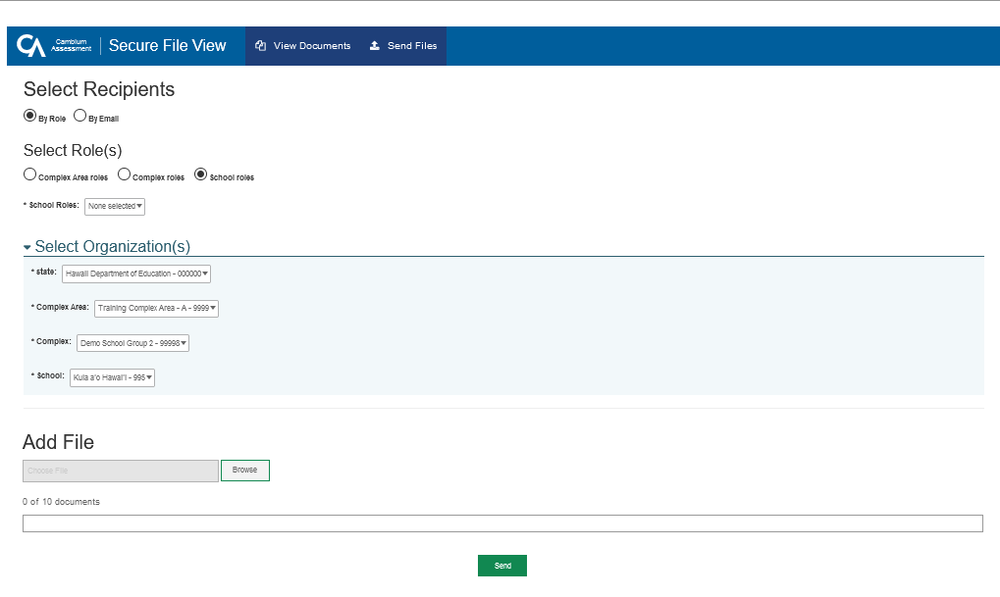 CA Cambium Assessment Secure File View View Documents Send Files
Select Recipients
By Role By Email
Select Role(s)
Complex Area roles Complex roles School roles
* School Roles: None selected
Select Organization(s)
* state: Hawaii Department of Education - 000000
* Complex Area: Training Complex Area - A - 9999
* Complex: Demo School Group 2 - 99998
* School: Kula a'o Hawai'i - 995
Add File
Choose File Browse
0 of 10 documents
Send